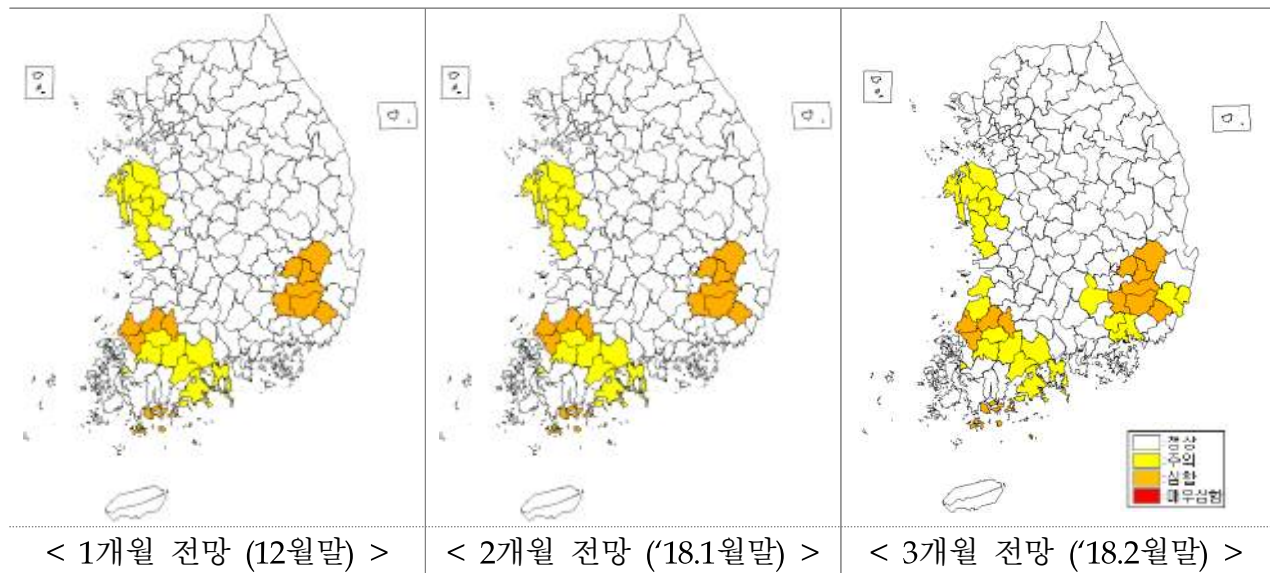 정상
주의
심함
매우심함
< 1개월 전망 (12월말) >
< 2개월 전망 (‘18.1월말) >
< 3개월 전망 (‘18.2월말) >